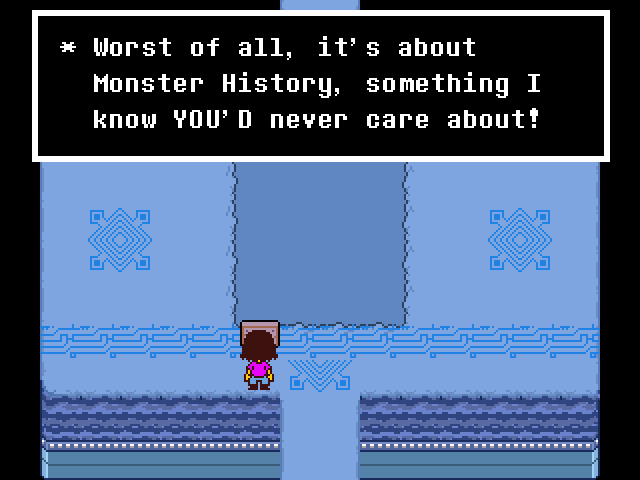 * Worst of all, it's about
Monster History, something I
know YOU'D never care about!